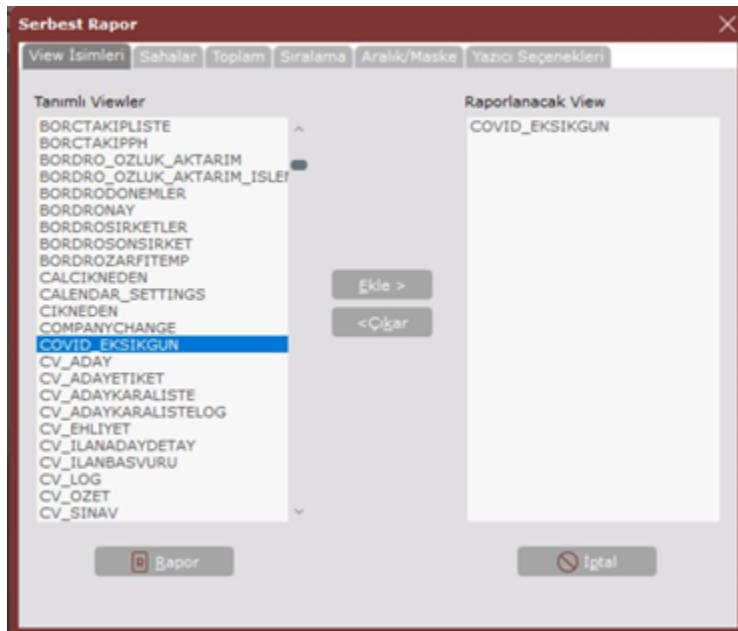 Serbest Rapor
View İsimleri Sahalar Toplam Sıralama Aralık/Maske Yazıcı Seçenekleri
Tanımlı Viewler
BORCTAKIPLISTE
BORCTAKIPPH
BORDRO_OZLUK_AKTARIM
BORDRO_OZLUK_AKTARIM_ISLEM
BORDRODONEMLER
BORDRONAY
BORDROSIRKETLER
BORDROSONSIRKET
BORDROZARFITEMP
CALCIKNEDEN
CALENDAR_SETTINGS
CIKNEDEN
COMPANYCHANGE
COVID_EKSIKGUN
CV_ADAY
CV_ADAYETIKET
CV_ADAYKARALISTE
CV_ADAYKARALISTELOG
CV_EHLIYET
CV_ILANADAYDETAY
CV_ILANBASVURU
CV_LOG
CV_OZET
CV_SINAV
Ekle >
<Çıkar
Raporlanacak View
COVID_EKSIKGUN
Rapor
İptal